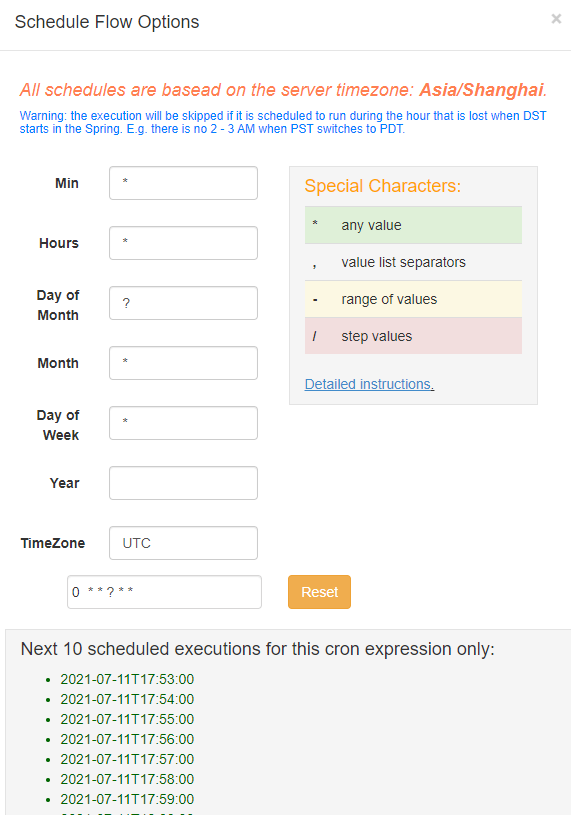 Schedule Flow Options
×
All schedules are basead on the server timezone: Asia/Shanghai.
Warning: the execution will be skipped if it is scheduled to run during the hour that is lost when DST
starts in the Spring. E.g. there is no 2 - 3 AM when PST switches to PDT.
Min
*
Hours
*
Day of
Month
?
Month
*
Day of
Week
*
Year
TimeZone
UTC
0 * * ? * *
Reset
Special Characters:
* any value
, value list separators
- range of values
/ step values
Detailed instructions.
Next 10 scheduled executions for this cron expression only:
• 2021-07-11T17:53:00
• 2021-07-11T17:54:00
• 2021-07-11T17:55:00
• 2021-07-11T17:56:00
• 2021-07-11T17:57:00
• 2021-07-11T17:58:00
• 2021-07-11T17:59:00